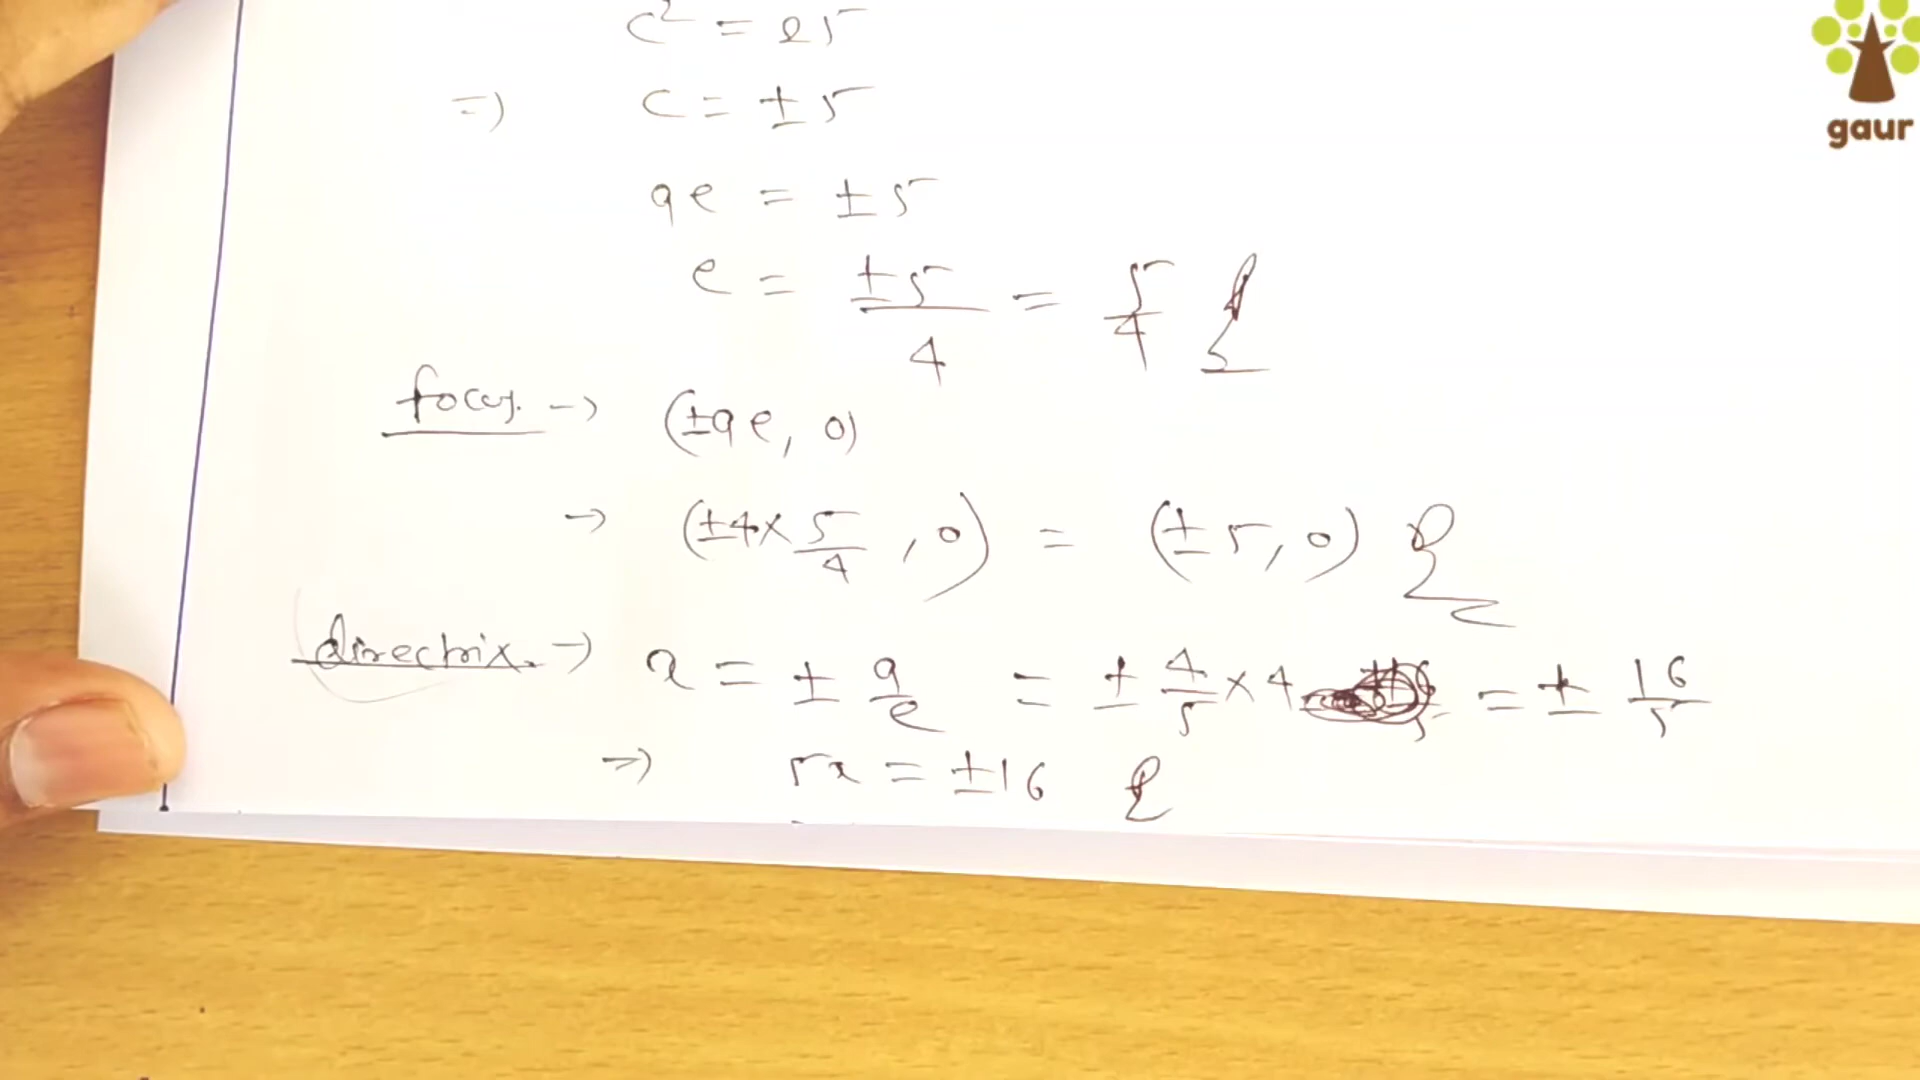 c² = 25
gaur
=) c = ±5
ae = ±5
e = ±5/4 = 5/4
focus. -> (±ae, 0)
-> (±4×5/4, 0) = (±5, 0)
directrix. -> x = ± a/e = ± 4/5 × 4 = ± 16/5
=> 5x = ±16